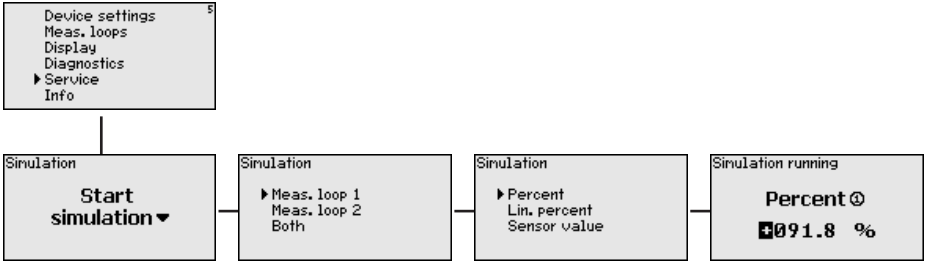 5
Device settings
Meas. loops
Display
Diagnostics
Service
Info
Simulation
Start
simulation
Simulation
Meas. loop 1
Meas. loop 2
Both
Simulation
Percent
Lin. percent
Sensor value
Simulation running
Percent ①
+091.8 %